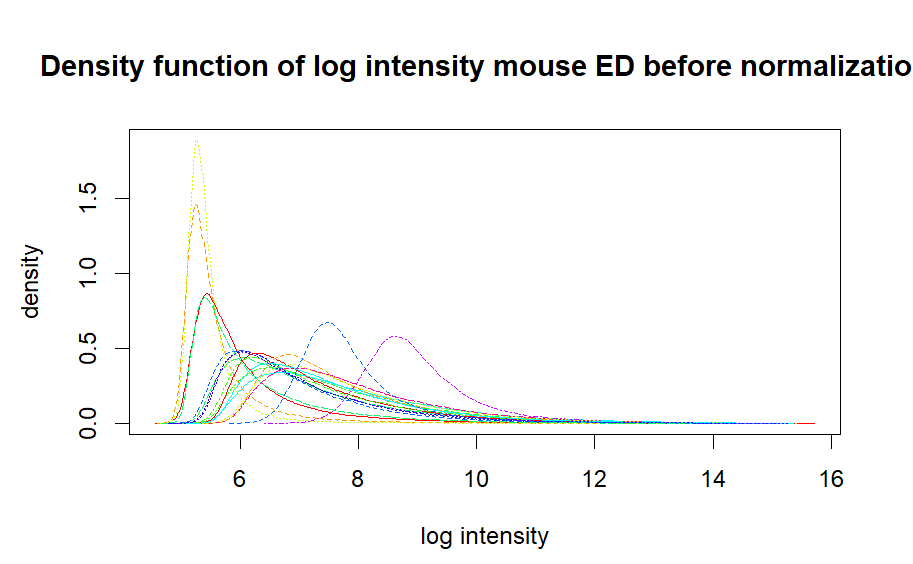 Density function of log intensity mouse ED before normalizatio
density
0.0 0.5 1.0 1.5
6 8 10 12 14 16
log intensity